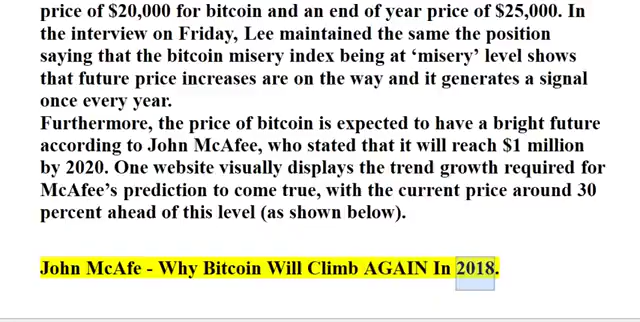 price of $20,000 for bitcoin and an end of year price of $25,000. In
the interview on Friday, Lee maintained the same the position
saying that the bitcoin misery index being at ‘misery’ level shows
that future price increases are on the way and it generates a signal
once every year.
Furthermore, the price of bitcoin is expected to have a bright future
according to John McAfee, who stated that it will reach $1 million
by 2020. One website visually displays the trend growth required for
McAfee’s prediction to come true, with the current price around 30
percent ahead of this level (as shown below).
John McAfe - Why Bitcoin Will Climb AGAIN In 2018.